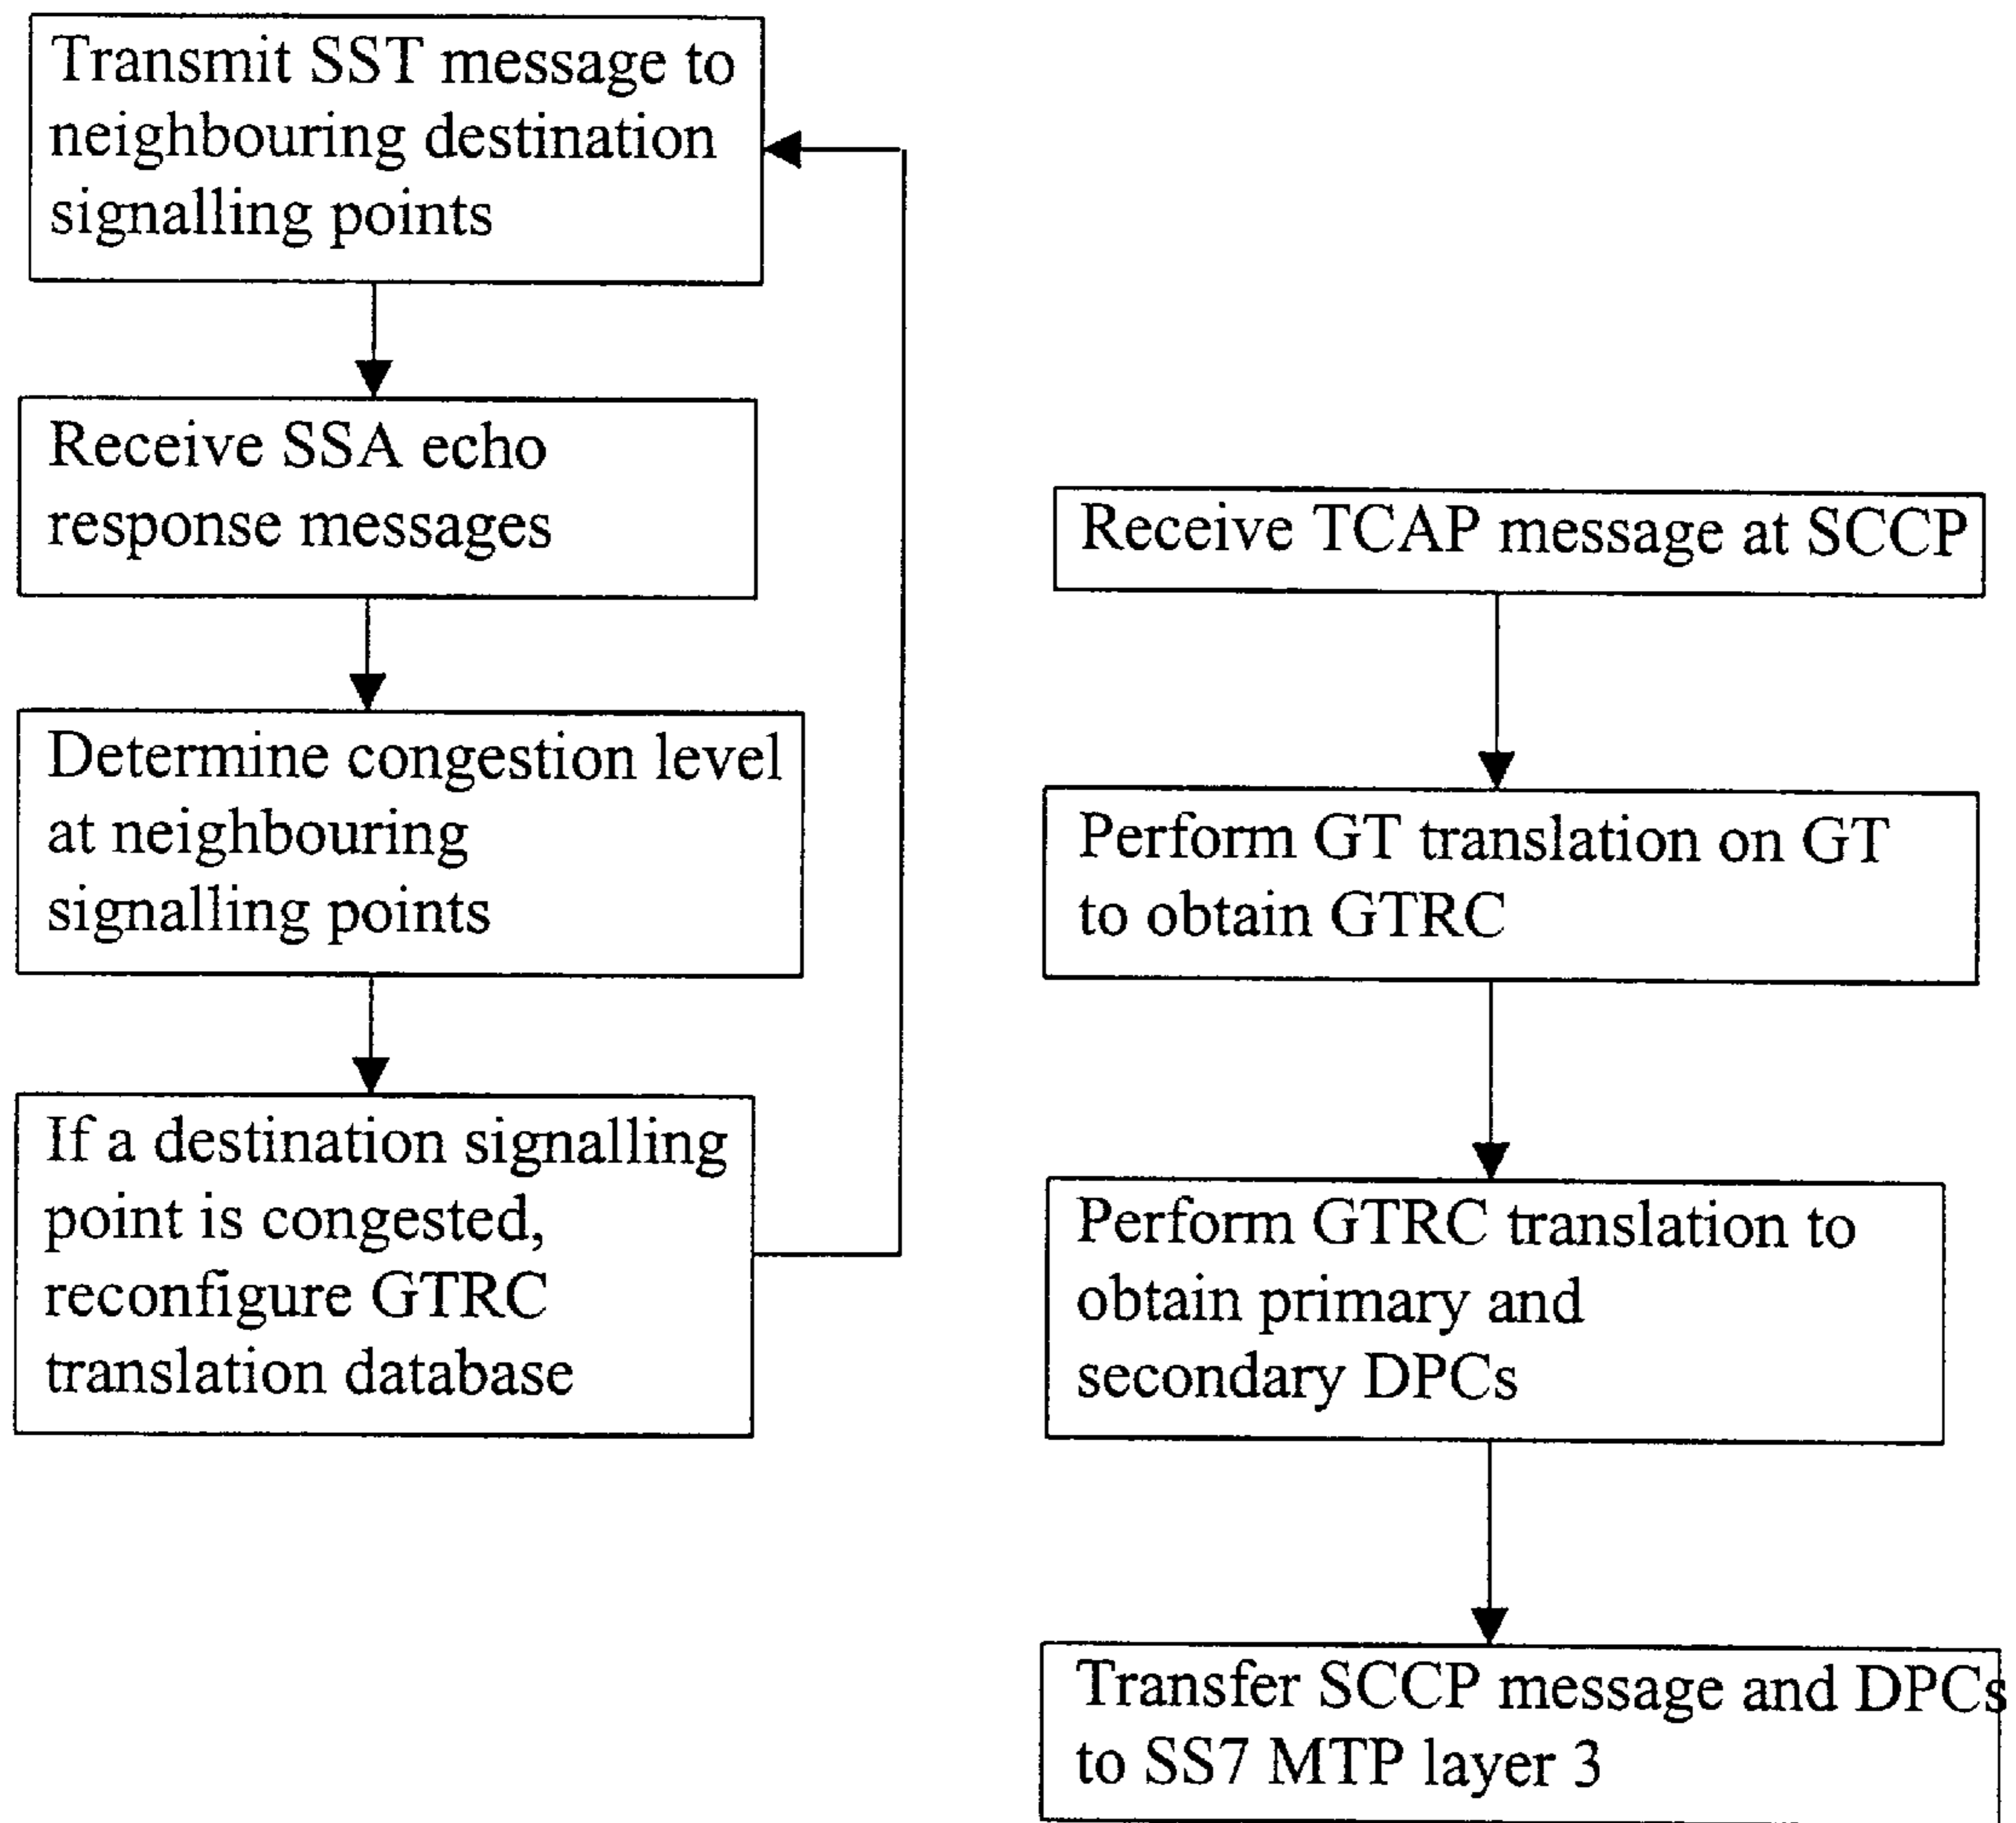 Transmit SST message to
neighbouring destination
signalling points
Receive SSA echo
response messages
Determine congestion level
at neighbouring
signalling points
If a destination signalling
point is congested,
reconfigure GTRC
translation database
Receive TCAP message at SCCP
Perform GT translation on GT
to obtain GTRC
Perform GTRC translation to
obtain primary and
secondary DPCs
Transfer SCCP message and DPCs
to SS7 MTP layer 3